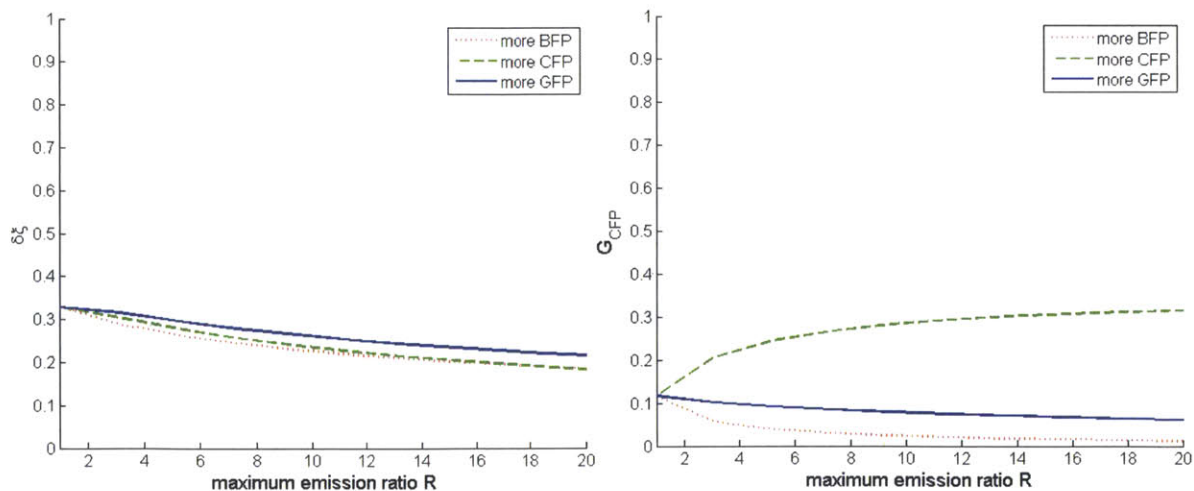 1
0.9
0.8
0.7
0.6
0.5
0.4
0.3
0.2
0.1
0
δξ
2 4 6 8 10 12 14 16 18 20
maximum emission ratio R
more BFP
more CFP
more GFP
1
0.9
0.8
0.7
0.6
0.5
0.4
0.3
0.2
0.1
0
G_CFP
2 4 6 8 10 12 14 16 18 20
maximum emission ratio R
more BFP
more CFP
more GFP